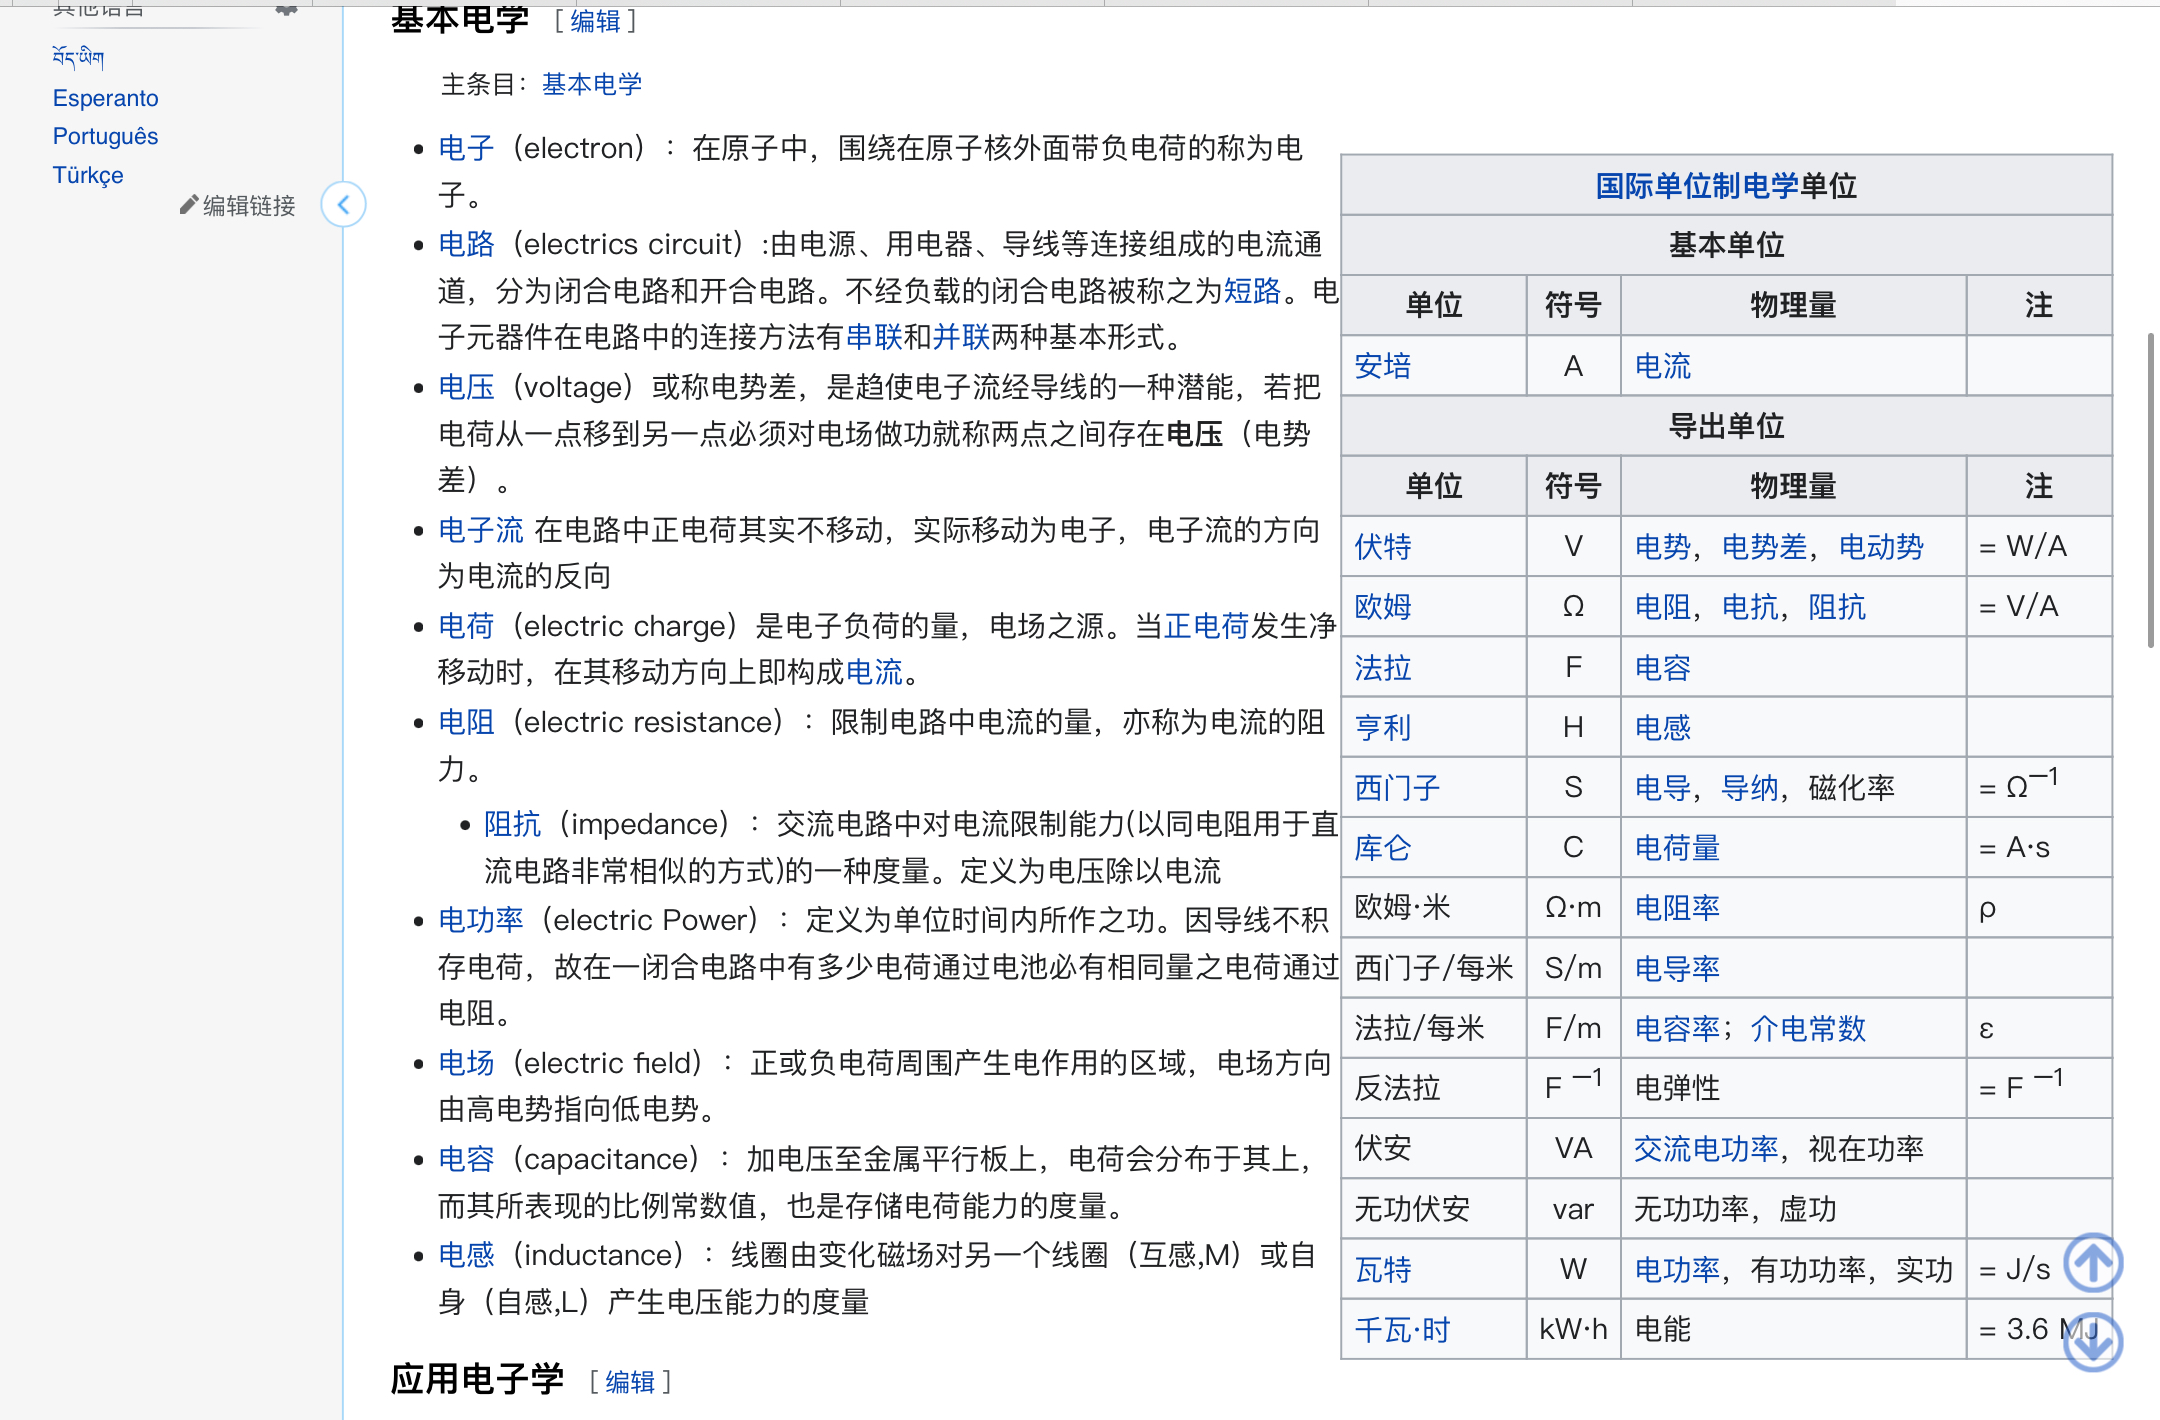 其他语言
བོད་ཡིག
Esperanto
Português
Türkçe
编辑链接
基本电学 [ 编辑 ]
主条目：基本电学
电子（electron）：在原子中，围绕在原子核外面带负电荷的称为电
子。
电路（electrics circuit）:由电源、用电器、导线等连接组成的电流通
道，分为闭合电路和开合电路。不经负载的闭合电路被称之为短路。电
子元器件在电路中的连接方法有串联和并联两种基本形式。
电压（voltage）或称电势差，是趋使电子流经导线的一种潜能，若把
电荷从一点移到另一点必须对电场做功就称两点之间存在电压（电势
差）。
电子流 在电路中正电荷其实不移动，实际移动为电子，电子流的方向
为电流的反向
电荷（electric charge）是电子负荷的量，电场之源。当正电荷发生净
移动时，在其移动方向上即构成电流。
电阻（electric resistance）：限制电路中电流的量，亦称为电流的阻
力。
阻抗（impedance）：交流电路中对电流限制能力(以同电阻用于直
流电路非常相似的方式)的一种度量。定义为电压除以电流
电功率（electric Power）：定义为单位时间内所作之功。因导线不积
存电荷，故在一闭合电路中有多少电荷通过电池必有相同量之电荷通过
电阻。
电场（electric field）：正或负电荷周围产生电作用的区域，电场方向
由高电势指向低电势。
电容（capacitance）：加电压至金属平行板上，电荷会分布于其上，
而其所表现的比例常数值，也是存储电荷能力的度量。
电感（inductance）：线圈由变化磁场对另一个线圈（互感,M）或自
身（自感,L）产生电压能力的度量
应用电子学 [ 编辑 ]
国际单位制电学单位
基本单位
单位 符号 物理量 注
安培 A 电流
导出单位
单位 符号 物理量 注
伏特 V 电势，电势差，电动势 = W/A
欧姆 Ω 电阻，电抗，阻抗 = V/A
法拉 F 电容
亨利 H 电感
西门子 S 电导，导纳，磁化率 = Ω⁻¹
库仑 C 电荷量 = A·s
欧姆·米 Ω·m 电阻率 ρ
西门子/每米 S/m 电导率
法拉/每米 F/m 电容率；介电常数 ε
反法拉 F ⁻¹ 电弹性 = F ⁻¹
伏安 VA 交流电功率，视在功率
无功伏安 var 无功功率，虚功
瓦特 W 电功率，有功功率，实功 = J/s
千瓦·时 kW·h 电能 = 3.6 MJ